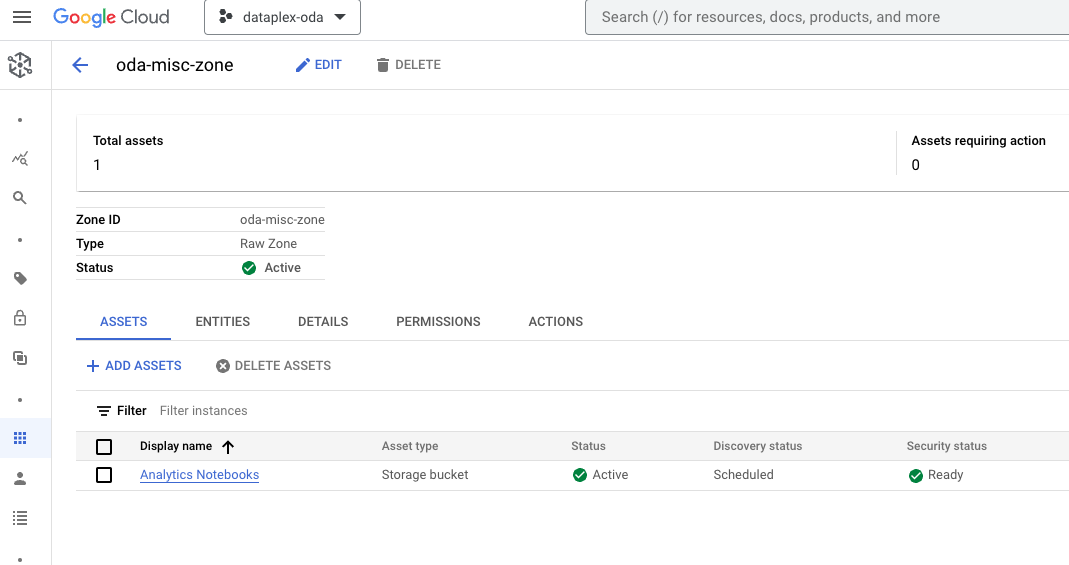 Google Cloud
dataplex-oda
Search (/) for resources, docs, products, and more
oda-misc-zone
EDIT
DELETE
Total assets
Assets requiring action
1
0
Zone ID oda-misc-zone
Type Raw Zone
Status Active
ASSETS ENTITIES DETAILS PERMISSIONS ACTIONS
ADD ASSETS DELETE ASSETS
Filter Filter instances
Display name Asset type Status Discovery status Security status
Analytics Notebooks Storage bucket Active Scheduled Ready